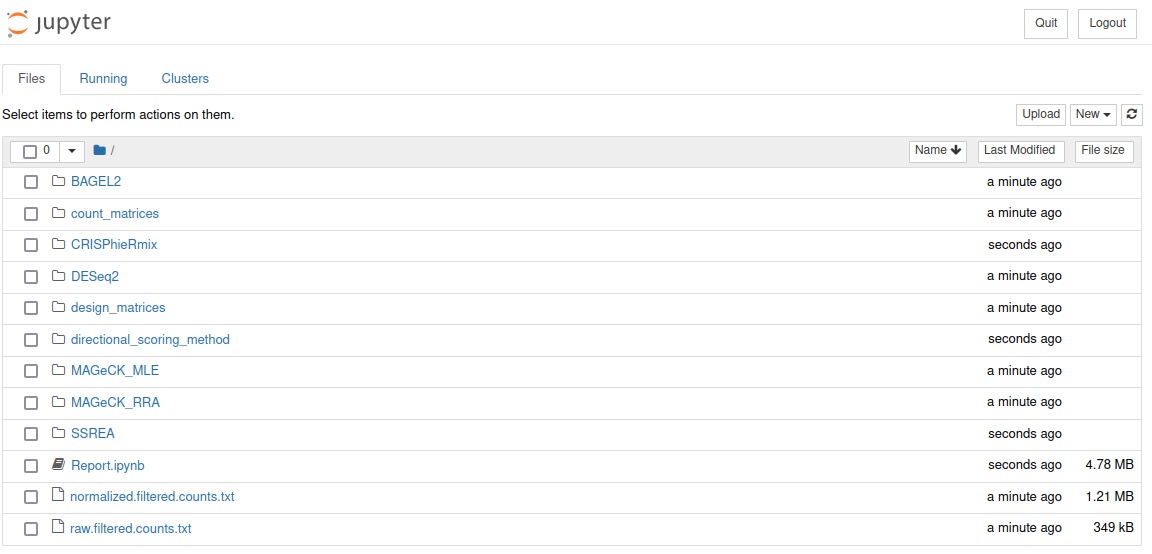 jupyter Quit Logout
Files Running Clusters
Select items to perform actions on them. Upload New
0 / Name Last Modified File size
BAGEL2 a minute ago
count_matrices a minute ago
CRISPhieRmix seconds ago
DESeq2 a minute ago
design_matrices a minute ago
directional_scoring_method seconds ago
MAGeCK_MLE a minute ago
MAGeCK_RRA a minute ago
SSREA seconds ago
Report.ipynb seconds ago 4.78 MB
normalized.filtered.counts.txt a minute ago 1.21 MB
raw.filtered.counts.txt a minute ago 349 kB